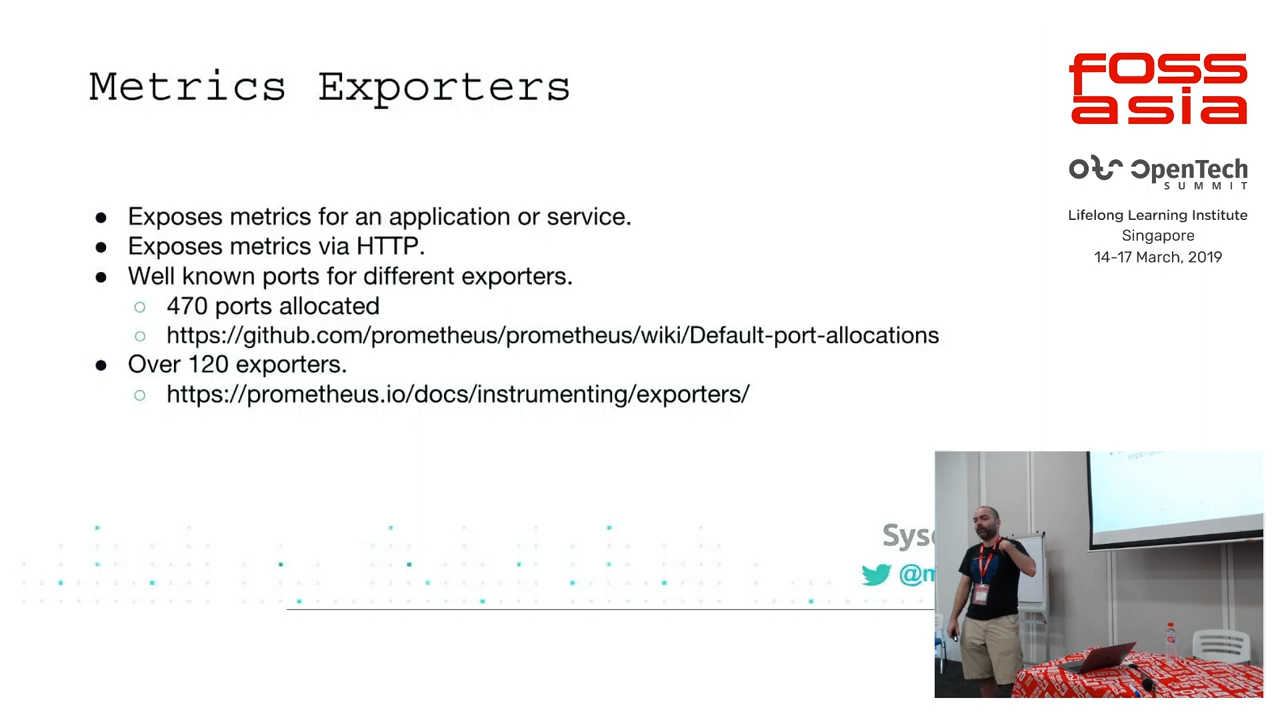 Metrics Exporters
● Exposes metrics for an application or service.
● Exposes metrics via HTTP.
● Well known ports for different exporters.
○ 470 ports allocated
○ https://github.com/prometheus/prometheus/wiki/Default-port-allocations
● Over 120 exporters.
○ https://prometheus.io/docs/instrumenting/exporters/
FOSS
asia
OpenTech
SUMMIT
Lifelong Learning Institute
Singapore
14-17 March, 2019